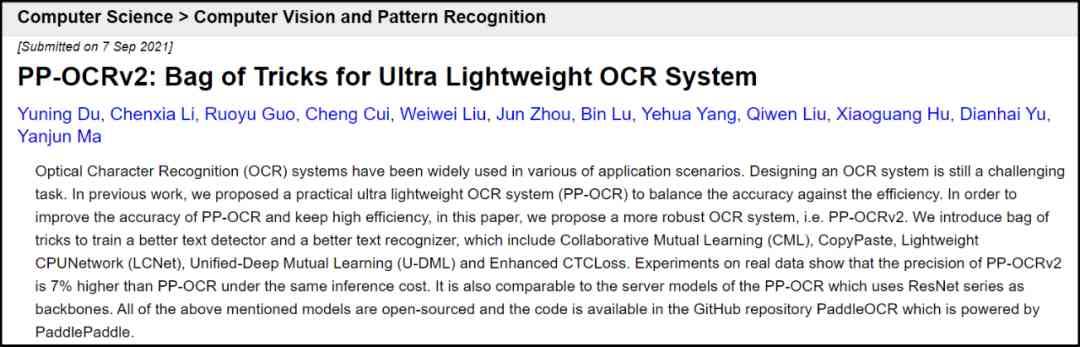 Computer Science > Computer Vision and Pattern Recognition
[Submitted on 7 Sep 2021]
PP-OCRv2: Bag of Tricks for Ultra Lightweight OCR System
Yuning Du, Chenxia Li, Ruoyu Guo, Cheng Cui, Weiwei Liu, Jun Zhou, Bin Lu, Yehua Yang, Qiwen Liu, Xiaoguang Hu, Dianhai Yu,
Yanjun Ma
Optical Character Recognition (OCR) systems have been widely used in various of application scenarios. Designing an OCR system is still a challenging
task. In previous work, we proposed a practical ultra lightweight OCR system (PP-OCR) to balance the accuracy against the efficiency. In order to
improve the accuracy of PP-OCR and keep high efficiency, in this paper, we propose a more robust OCR system, i.e. PP-OCRv2. We introduce bag of
tricks to train a better text detector and a better text recognizer, which include Collaborative Mutual Learning (CML), CopyPaste, Lightweight
CPUNetwork (LCNet), Unified-Deep Mutual Learning (U-DML) and Enhanced CTCLoss. Experiments on real data show that the precision of PP-OCRv2
is 7% higher than PP-OCR under the same inference cost. It is also comparable to the server models of the PP-OCR which uses ResNet series as
backbones. All of the above mentioned models are open-sourced and the code is available in the GitHub repository PaddleOCR which is powered by
PaddlePaddle.